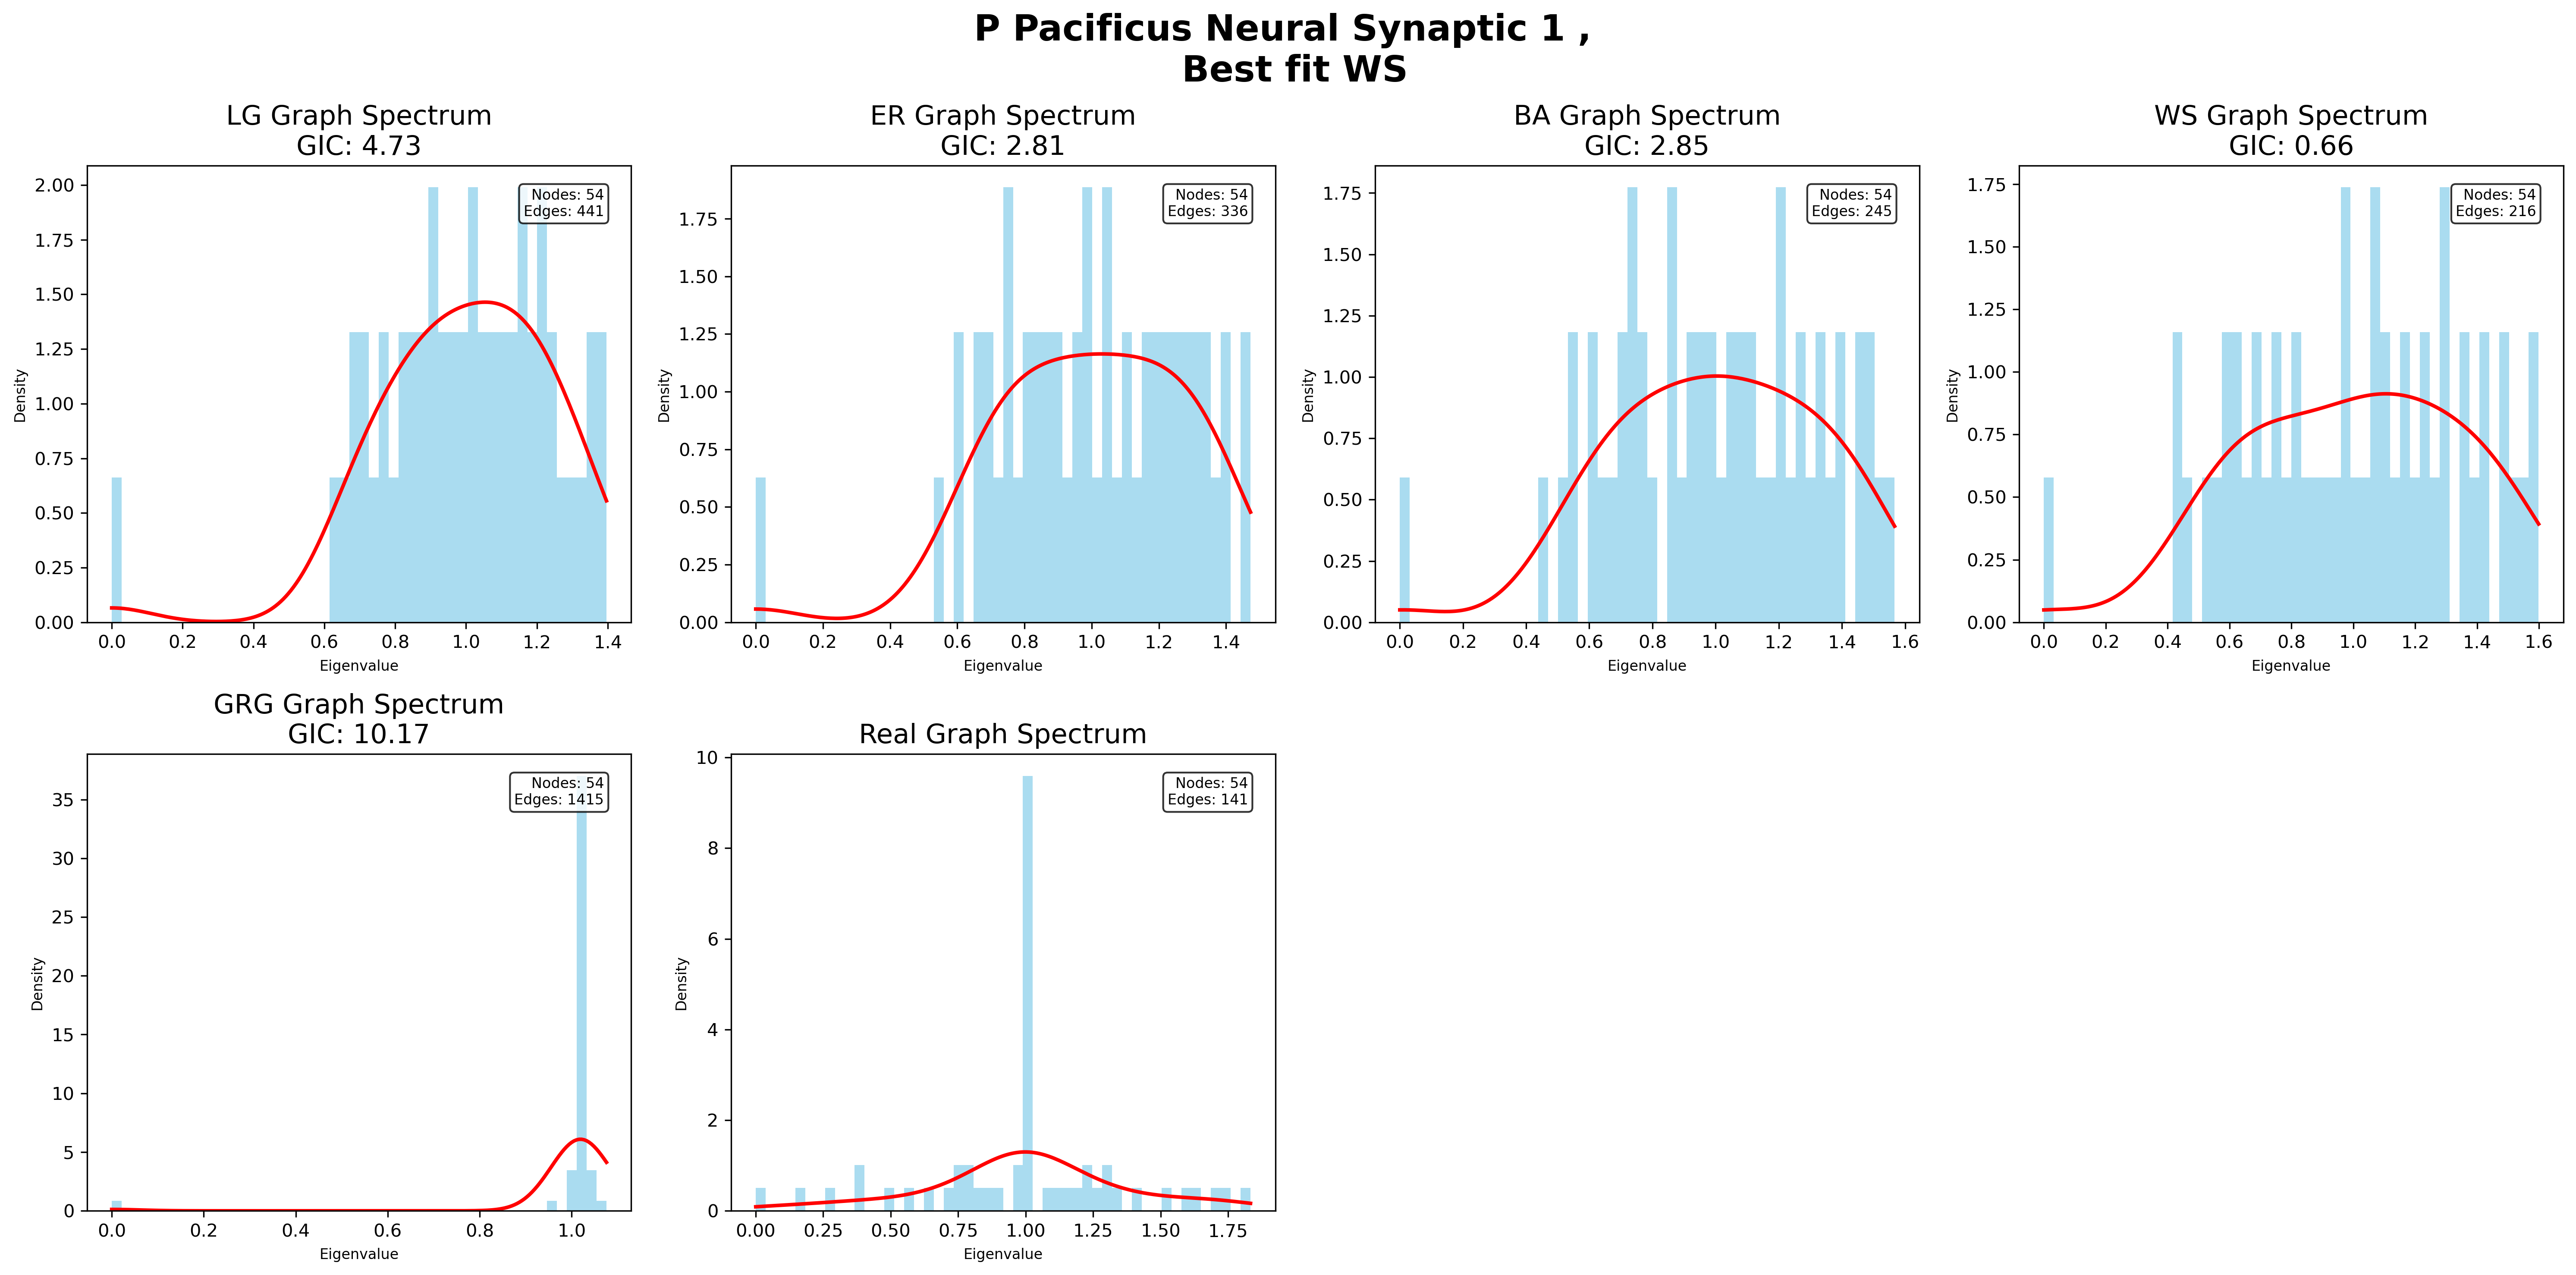 P Pacificus Neural Synaptic 1 ,
Best fit WS
LG Graph Spectrum
GIC: 4.73
Nodes: 54
Edges: 441
2.00
1.75
1.50
1.25
1.00
0.75
0.50
0.25
0.00
Density
0.0 0.2 0.4 0.6 0.8 1.0 1.2 1.4
Eigenvalue
ER Graph Spectrum
GIC: 2.81
Nodes: 54
Edges: 336
1.75
1.50
1.25
1.00
0.75
0.50
0.25
0.00
Density
0.0 0.2 0.4 0.6 0.8 1.0 1.2 1.4
Eigenvalue
BA Graph Spectrum
GIC: 2.85
Nodes: 54
Edges: 245
1.75
1.50
1.25
1.00
0.75
0.50
0.25
0.00
Density
0.0 0.2 0.4 0.6 0.8 1.0 1.2 1.4 1.6
Eigenvalue
WS Graph Spectrum
GIC: 0.66
Nodes: 54
Edges: 216
1.75
1.50
1.25
1.00
0.75
0.50
0.25
0.00
Density
0.0 0.2 0.4 0.6 0.8 1.0 1.2 1.4 1.6
Eigenvalue
GRG Graph Spectrum
GIC: 10.17
Nodes: 54
Edges: 1415
35
30
25
20
15
10
5
0
Density
0.0 0.2 0.4 0.6 0.8 1.0
Eigenvalue
Real Graph Spectrum
Nodes: 54
Edges: 141
10
8
6
4
2
0
Density
0.00 0.25 0.50 0.75 1.00 1.25 1.50 1.75
Eigenvalue